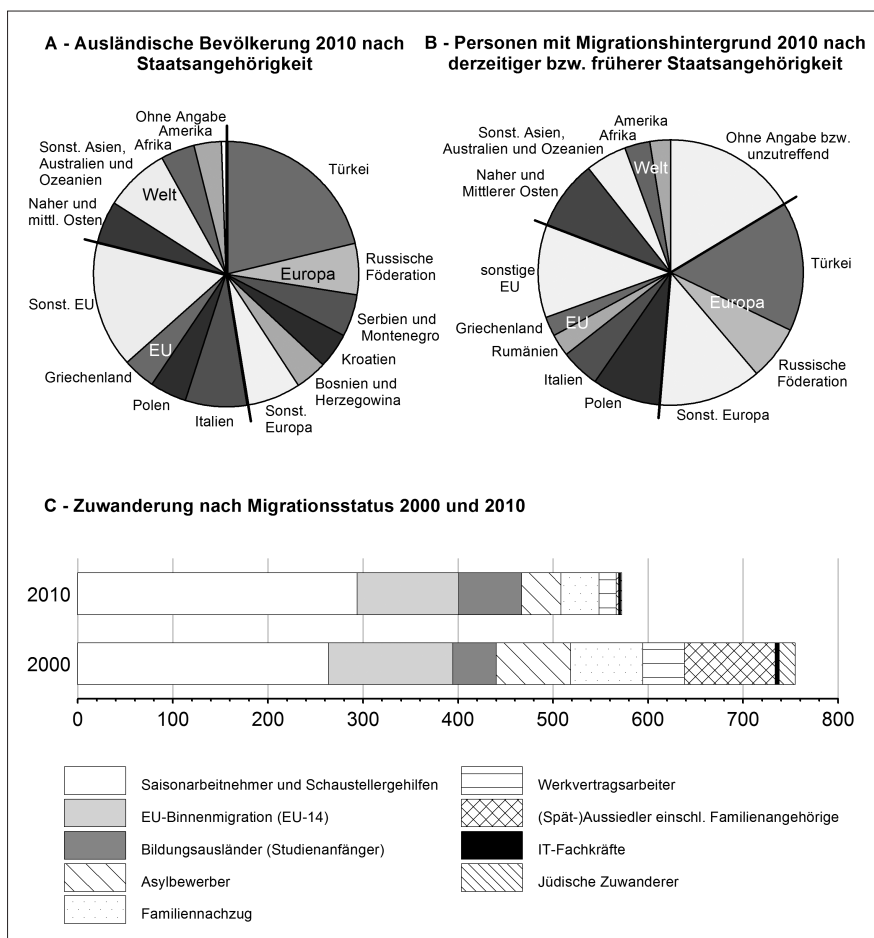 A - Ausländische Bevölkerung 2010 nach
Staatsangehörigkeit
Ohne Angabe
Amerika
Afrika
Sonst. Asien,
Australien und
Ozeanien
Welt
Naher und
mittl. Osten
Türkei
Russische
Föderation
Europa
Sonst. EU
Serbien und
Montenegro
Kroatien
EU
Griechenland
Bosnien und
Herzegowina
Polen
Italien
Sonst.
Europa
B - Personen mit Migrationshintergrund 2010 nach
derzeitiger bzw. früherer Staatsangehörigkeit
Amerika
Afrika
Sonst. Asien,
Australien und Ozeanien
Ohne Angabe bzw.
unzutreffend
Welt
Naher und
Mittlerer Osten
Türkei
sonstige
EU
Europa
Griechenland
EU
Rumänien
Italien
Russische
Föderation
Polen
Sonst. Europa
C - Zuwanderung nach Migrationsstatus 2000 und 2010
2010
2000
0 100 200 300 400 500 600 700 800
Saisonarbeitnehmer und Schaustellergehilfen
EU-Binnenmigration (EU-14)
Bildungsausländer (Studienanfänger)
Asylbewerber
Familiennachzug
Werkvertragsarbeiter
(Spät-)Aussiedler einschl. Familienangehörige
IT-Fachkräfte
Jüdische Zuwanderer